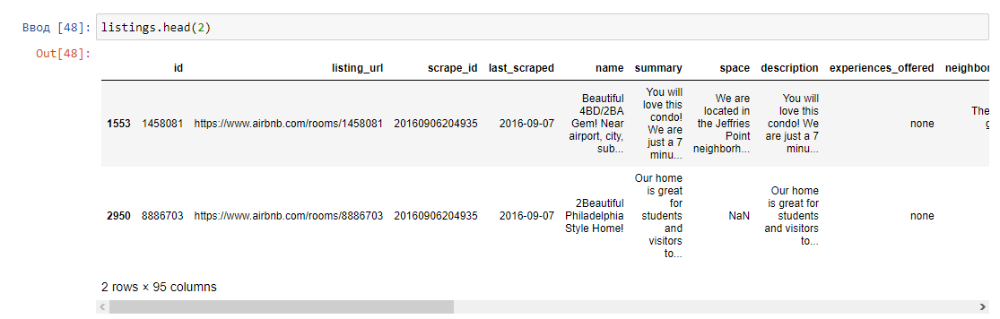 Ввод [48]: listings.head(2)
Out[48]:
id listing_url scrape_id last_scraped name summary space description experiences_offered neighbor
1553 1458081 https://www.airbnb.com/rooms/1458081 20160906204935 2016-09-07 Beautiful 4BD/2BA Gem! Near airport, city, sub... You will love this condo! We are just a 7 minu... We are located in the Jeffries Point neighborh... You will love this condo! We are just a 7 minu... none The
2950 8886703 https://www.airbnb.com/rooms/8886703 20160906204935 2016-09-07 2Beautiful Philadelphia Style Home! Our home is great for students and visitors to... NaN Our home is great for students and visitors to... none
2 rows × 95 columns